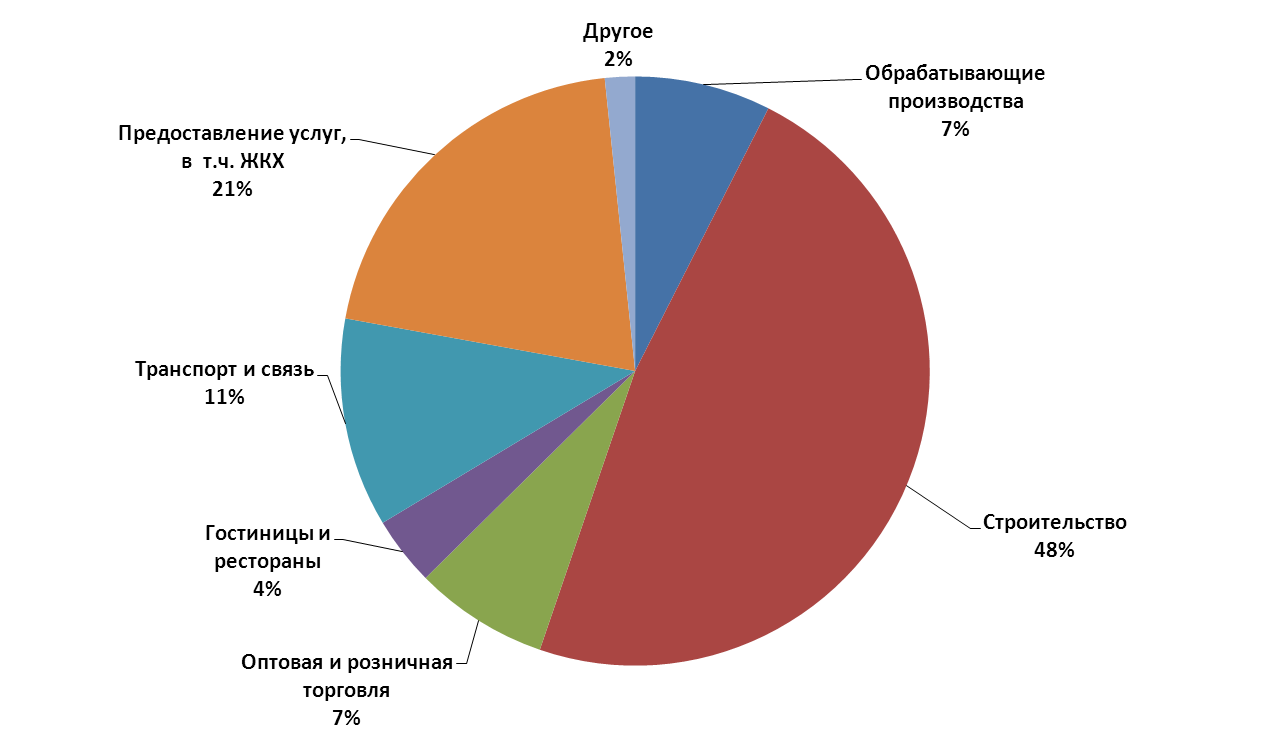 Другое
2%
Обрабатывающие
производства
7%
Предоставление услуг,
в т.ч. ЖКХ
21%
Транспорт и связь
11%
Строительство
48%
Гостиницы и
рестораны
4%
Оптовая и розничная
торговля
7%